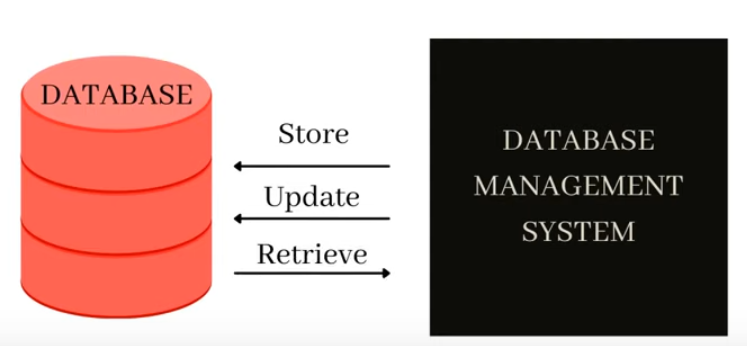 DATABASE
Store
Update
Retrieve
DATABASE
MANAGEMENT
SYSTEM